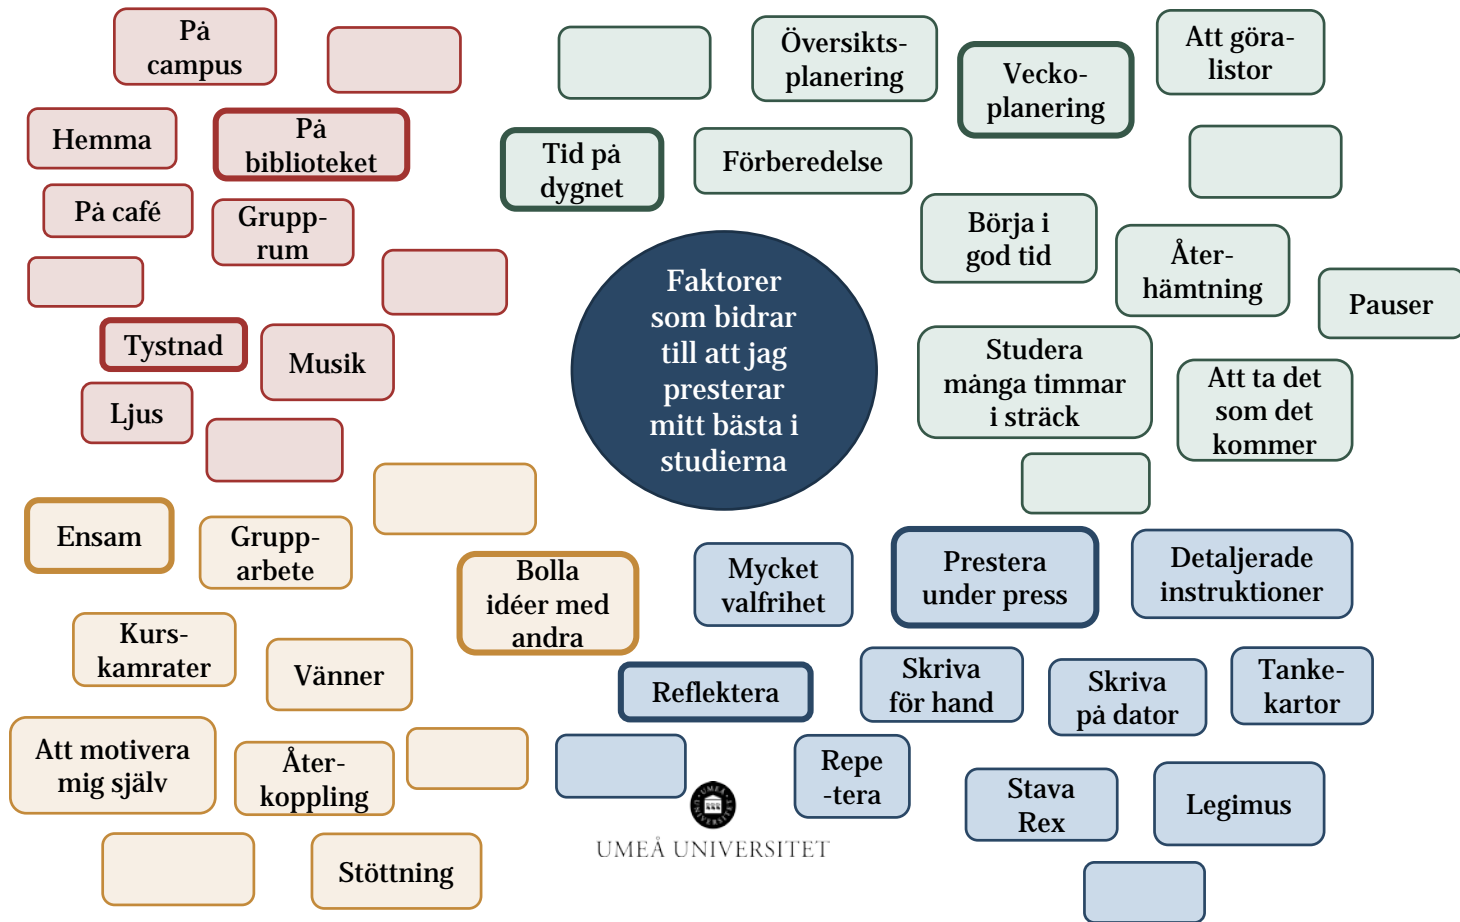 På
campus
Hemma
På
biblioteket
På café
Grupp-
rum
Tystnad
Musik
Ljus
Översikts-
planering
Vecko-
planering
Att göra-
listor
Tid på
dygnet
Förberedelse
Börja i
god tid
Åter-
hämtning
Pauser
Studera
många timmar
i sträck
Att ta det
som det
kommer
Faktorer
som bidrar
till att jag
presterar
mitt bästa i
studierna
Ensam
Grupp-
arbete
Bolla
idéer med
andra
Kurs-
kamrater
Vänner
Att motivera
mig själv
Åter-
koppling
Stöttning
Mycket
valfrihet
Prestera
under press
Detaljerade
instruktioner
Reflektera
Skriva
för hand
Skriva
på dator
Tanke-
kartor
Repe
-tera
Stava
Rex
Legimus
UMEÅ UNIVERSITET